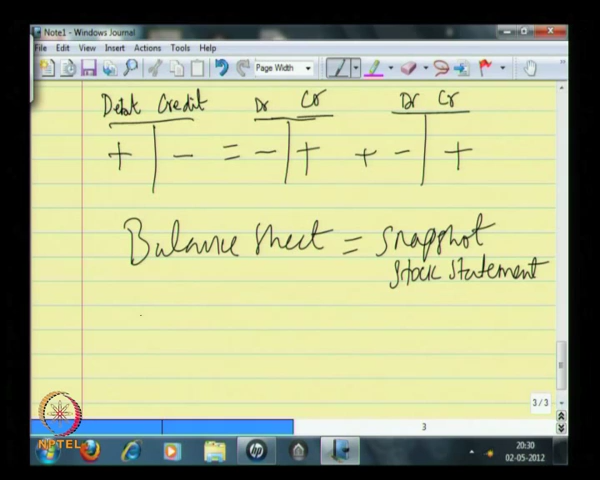 Note1 - Windows Journal
File Edit View Insert Actions Tools Help
Page Width
Debt Credit Dr Cr Dr Cr
+ | - = - | + + - | +
Balance sheet = snapshot
Stock Statement
3/3
3
NPTEL
20:30
02-05-2012